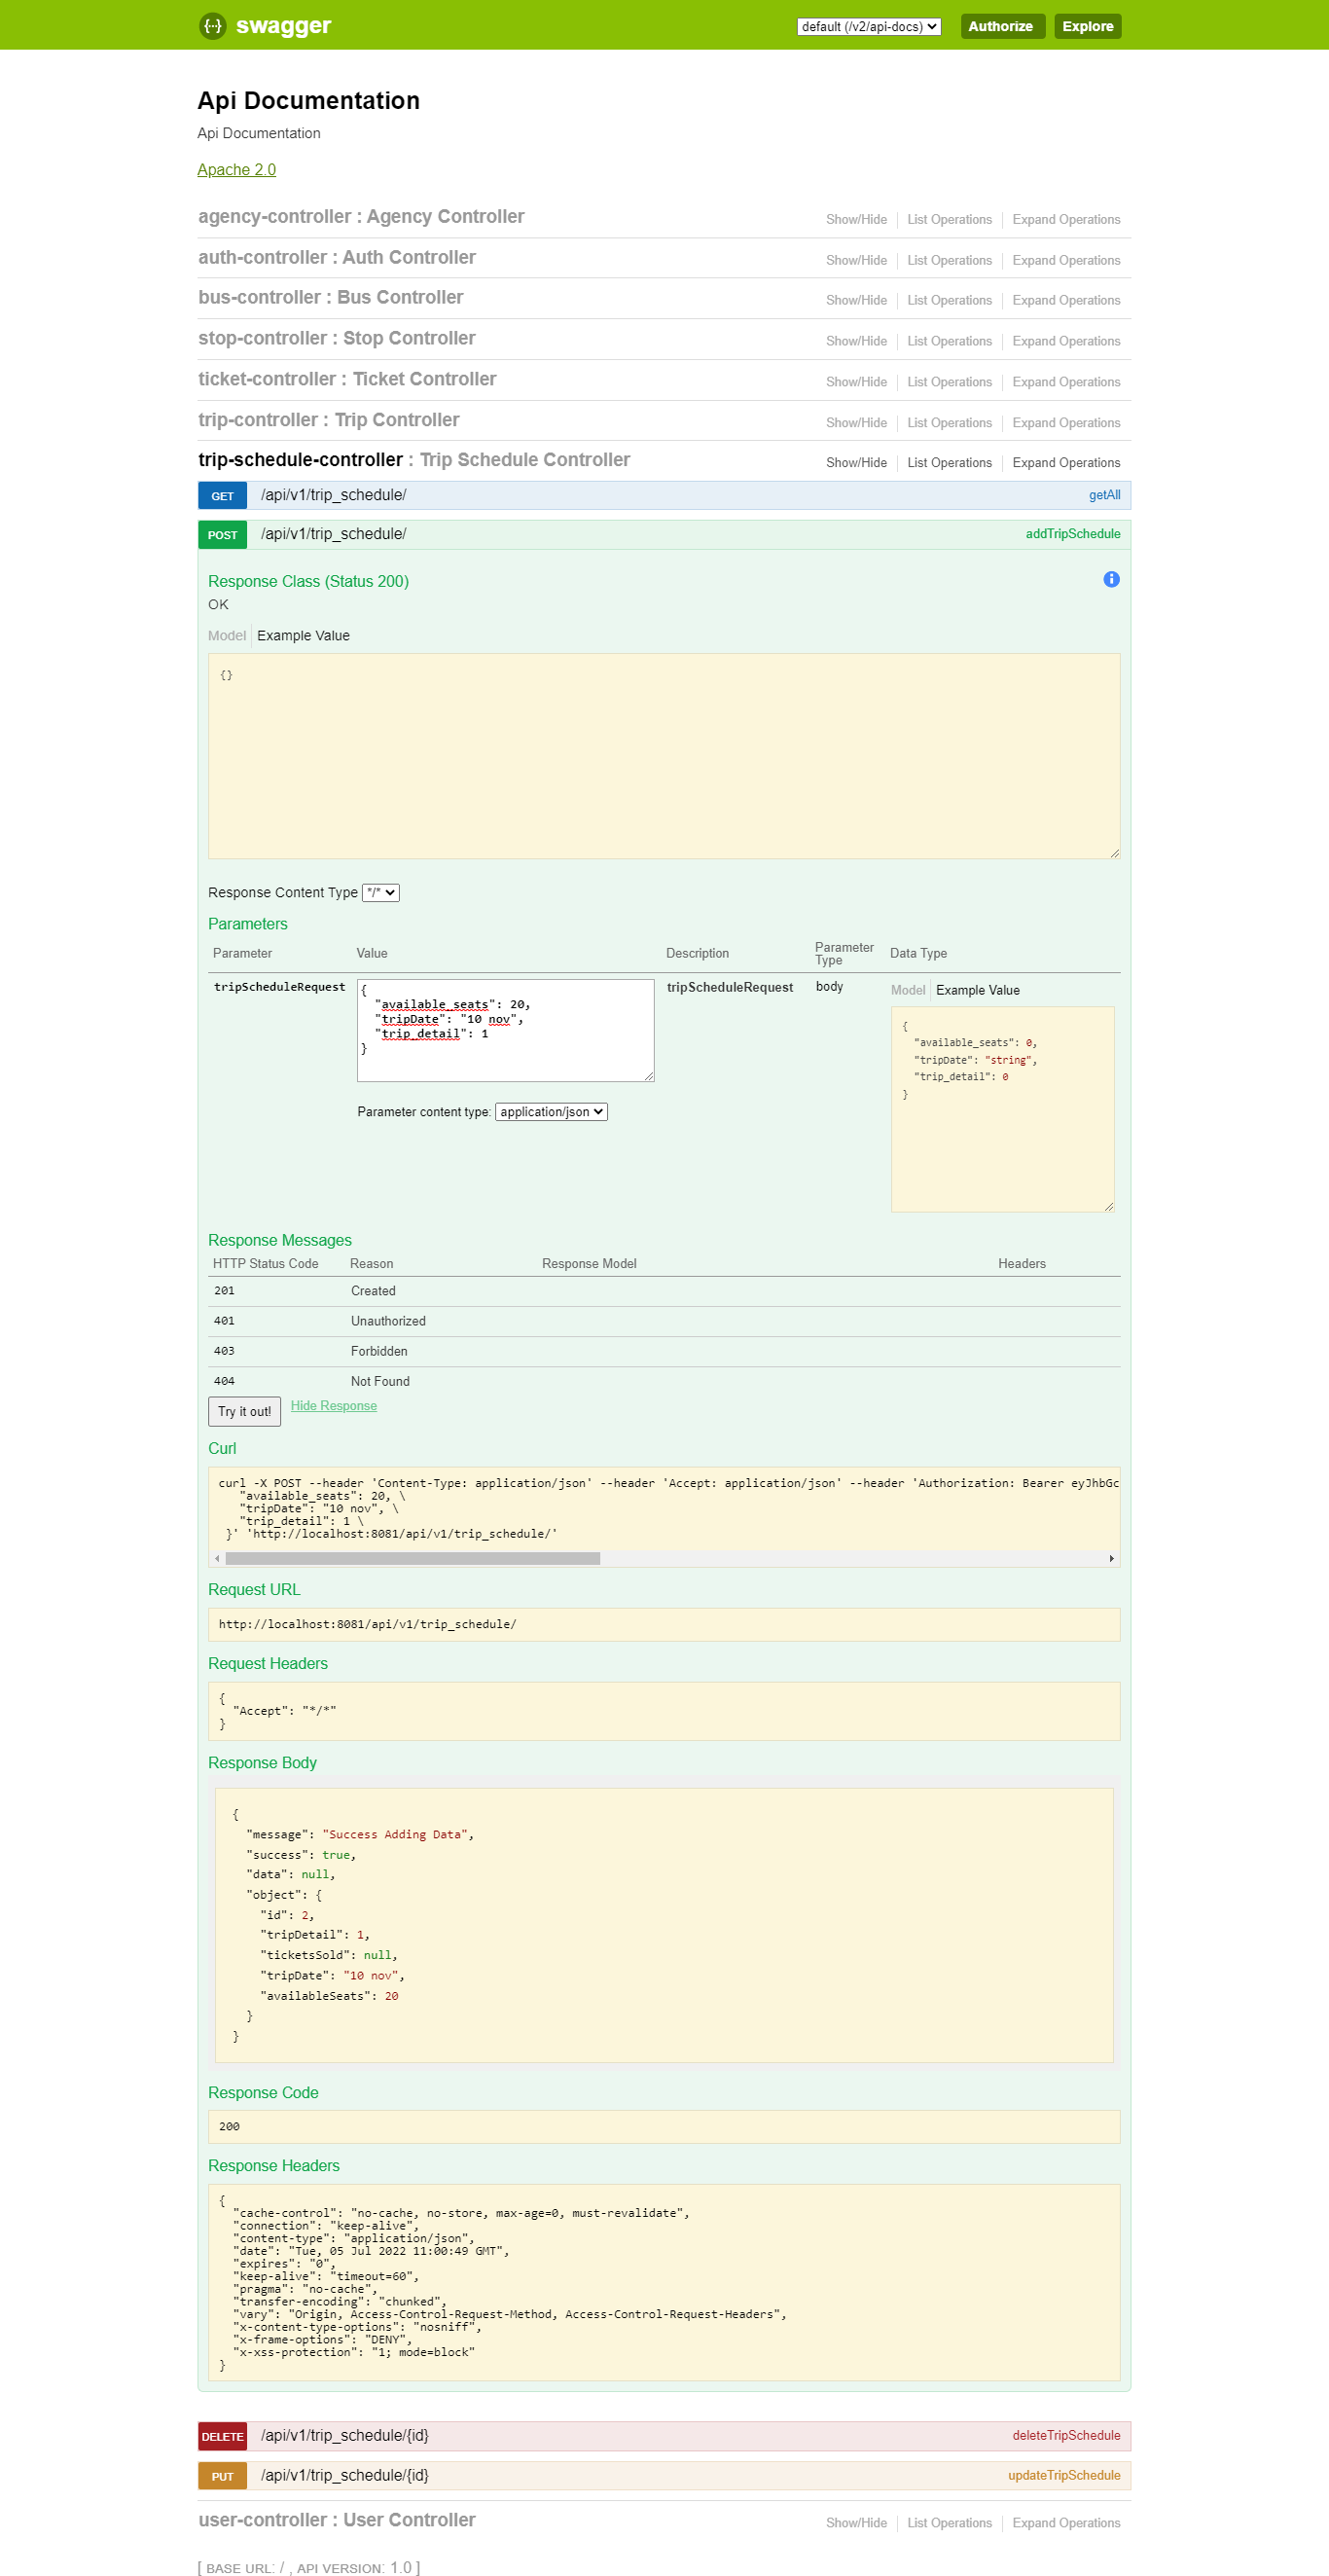 {··} swagger default (/v2/api-docs) Authorize Explore
Api Documentation
Api Documentation
Apache 2.0
agency-controller : Agency Controller Show/Hide List Operations Expand Operations
auth-controller : Auth Controller Show/Hide List Operations Expand Operations
bus-controller : Bus Controller Show/Hide List Operations Expand Operations
stop-controller : Stop Controller Show/Hide List Operations Expand Operations
ticket-controller : Ticket Controller Show/Hide List Operations Expand Operations
trip-controller : Trip Controller Show/Hide List Operations Expand Operations
trip-schedule-controller : Trip Schedule Controller Show/Hide List Operations Expand Operations
GET /api/v1/trip_schedule/ getAll
POST /api/v1/trip_schedule/ addTripSchedule
Response Class (Status 200)
OK
Model Example Value
{}
Response Content Type */*
Parameters
Parameter Value Description Parameter Type Data Type
tripScheduleRequest
{
"available_seats": 20,
"tripDate": "10 nov",
"trip_detail": 1
}
Parameter content type: application/json
tripScheduleRequest body
Model Example Value
{
"available_seats": 0,
"tripDate": "string",
"trip_detail": 0
}
Response Messages
HTTP Status Code Reason Response Model Headers
201 Created
401 Unauthorized
403 Forbidden
404 Not Found
Try it out! Hide Response
Curl
curl -X POST --header 'Content-Type: application/json' --header 'Accept: application/json' --header 'Authorization: Bearer eyJhbGc
"available_seats": 20, \
"tripDate": "10 nov", \
"trip_detail": 1 \
}' 'http://localhost:8081/api/v1/trip_schedule/'
Request URL
http://localhost:8081/api/v1/trip_schedule/
Request Headers
{
"Accept": "*/*"
}
Response Body
{
"message": "Success Adding Data",
"success": true,
"data": null,
"object": {
"id": 2,
"tripDetail": 1,
"ticketsSold": null,
"tripDate": "10 nov",
"availableSeats": 20
}
}
Response Code
200
Response Headers
{
"cache-control": "no-cache, no-store, max-age=0, must-revalidate",
"connection": "keep-alive",
"content-type": "application/json",
"date": "Tue, 05 Jul 2022 11:00:49 GMT",
"expires": "0",
"keep-alive": "timeout=60",
"pragma": "no-cache",
"transfer-encoding": "chunked",
"vary": "Origin, Access-Control-Request-Method, Access-Control-Request-Headers",
"x-content-type-options": "nosniff",
"x-frame-options": "DENY",
"x-xss-protection": "1; mode=block"
}
DELETE /api/v1/trip_schedule/{id} deleteTripSchedule
PUT /api/v1/trip_schedule/{id} updateTripSchedule
user-controller : User Controller Show/Hide List Operations Expand Operations
[ BASE URL: / , API VERSION: 1.0 ]